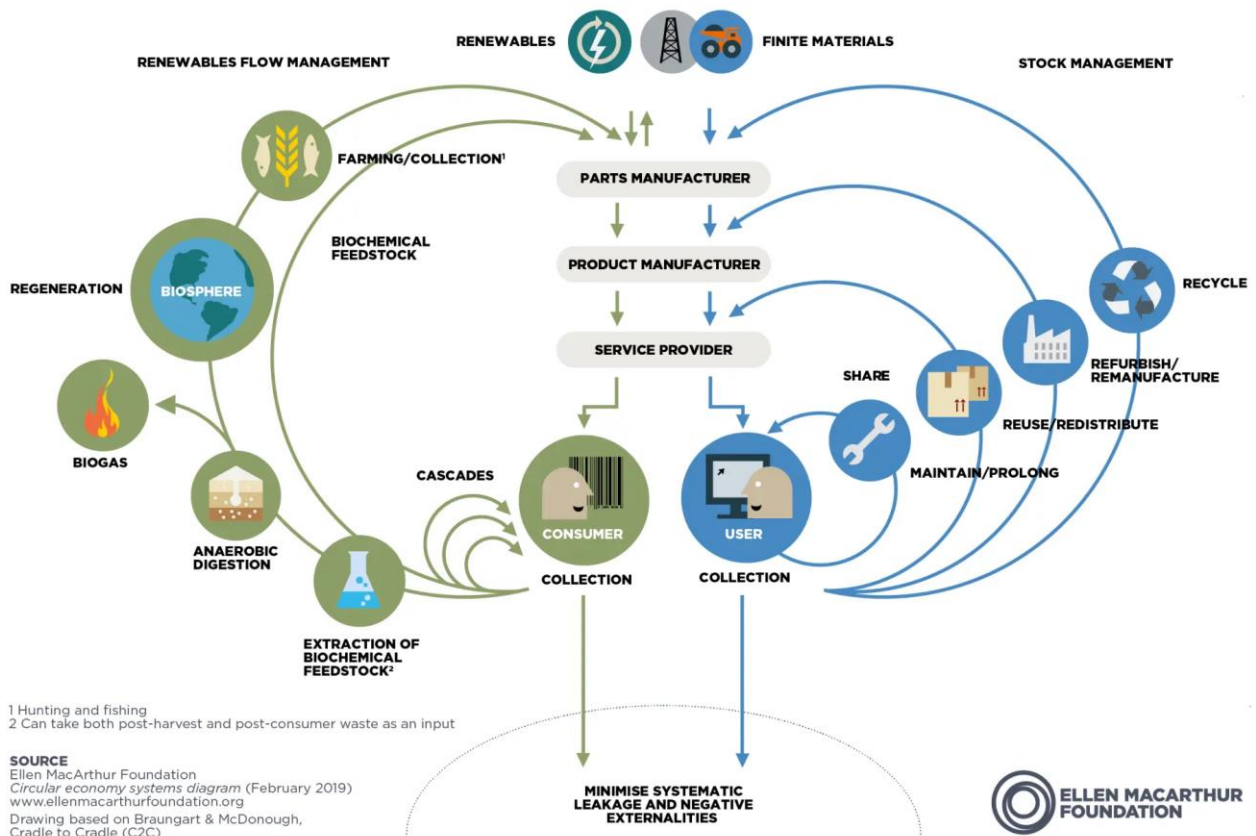 RENEWABLES
FINITE MATERIALS
RENEWABLES FLOW MANAGEMENT
STOCK MANAGEMENT
FARMING/COLLECTION¹
PARTS MANUFACTURER
BIOCHEMICAL
FEEDSTOCK
PRODUCT MANUFACTURER
REGENERATION
BIOSPHERE
RECYCLE
SERVICE PROVIDER
REFURBISH/
REMANUFACTURE
SHARE
REUSE/REDISTRIBUTE
BIOGAS
CASCADES
MAINTAIN/PROLONG
CONSUMER
USER
ANAEROBIC
DIGESTION
COLLECTION
COLLECTION
EXTRACTION OF
BIOCHEMICAL
FEEDSTOCK²
1 Hunting and fishing
2 Can take both post-harvest and post-consumer waste as an input
SOURCE
Ellen MacArthur Foundation
Circular economy systems diagram (February 2019)
www.ellenmacarthurfoundation.org
Drawing based on Braungart & McDonough,
Cradle to Cradle (C2C)
MINIMISE SYSTEMATIC
LEAKAGE AND NEGATIVE
EXTERNALITIES
ELLEN MACARTHUR
FOUNDATION